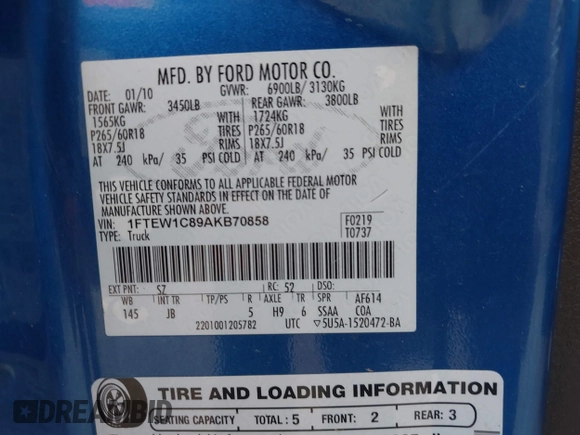 MFD. BY FORD MOTOR CO.
DATE: 01/10 GVWR: 6900LB/ 3130KG
FRONT GAWR: 3450LB REAR GAWR: 3800LB
1565KG WITH 1724KG WITH
P265/60R18 TIRES P265/60R18 TIRES
18X7.5J RIMS 18X7.5J RIMS
AT 240 kPa/ 35 PSI COLD AT 240 kPa/ 35 PSI COLD
THIS VEHICLE CONFORMS TO ALL APPLICABLE FEDERAL MOTOR
VEHICLE SAFETY STANDARDS IN EFFECT ON THE DATE OF
MANUFACTURE SHOWN ABOVE.
VIN: 1FTEW1C89AKB70858 F0219
TYPE: Truck T0737
EXT PNT: SZ RC: 52 DSO:
WB INT TR TP/PS R AXLE TR SPR AF614
145 JB 5 H9 6 SSAA COA
2201001205782 UTC ▽5U5A-1520472-BA
TIRE AND LOADING INFORMATION
SEATING CAPACITY TOTAL: 5 FRONT: 2 REAR: 3
DREAMBID